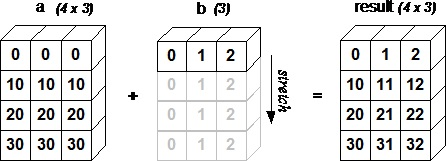 a (4 x 3) b (3) result (4 x 3)
0 0 0 0 1 2 0 1 2
10 10 10 0 1 2 10 11 12
+ stretch =
20 20 20 0 1 2 20 21 22
30 30 30 0 1 2 30 31 32